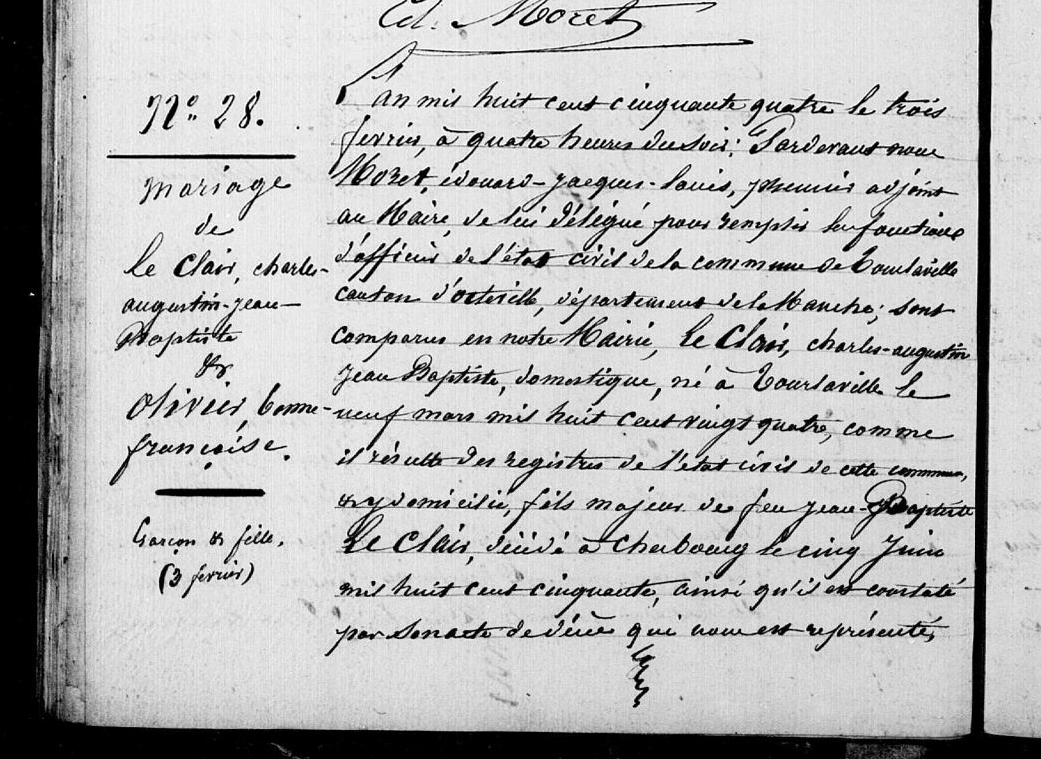 Ed. Moret
N° 28.
mariage
de
le Clair, charles-
augustin-jean-
Baptiste
&
olivier, bonne-
françoise.
Garçon & fille.
(3 fevrier)
L'an mil huit cent cinquante quatre le trois
fevrier, à quatre heures du soir; Pardevant nous
Moret, édouard-jacques-louis, premier adjoint
au Maire, de lui délégué pour remplir les fonctions
d'officier de l'état civil de la commune de Tourlaville
canton d'octeville, département de la Manche; sont
comparus en notre Mairie, Le Clair, charles-augustin
Jean Baptiste, domestique, né à Tourlaville le
neuf mars mil huit cent vingt quatre, comme
il résulte des registres de l'état civil de cette commune,
& y domicilié, fils majeur de feu jean-Baptiste
Le Clair, décédé à cherbourg le cinq Juin
mil huit cent cinquante, ainsi qu'il est constaté
par son acte de décès qui nous est représenté,